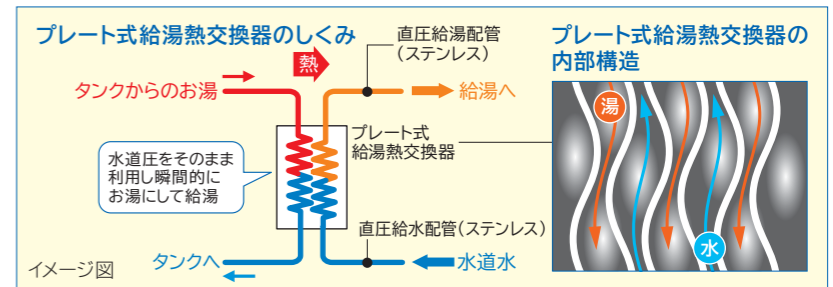 プレート式給湯熱交換器のしくみ
熱
直圧給湯配管
(ステンレス)
タンクからのお湯
給湯へ
プレート式
給湯熱交換器
水道圧をそのまま
利用し瞬間的に
お湯にして給湯
直圧給水配管(ステンレス)
イメージ図
タンクへ
水道水
プレート式給湯熱交換器の
内部構造
湯
水